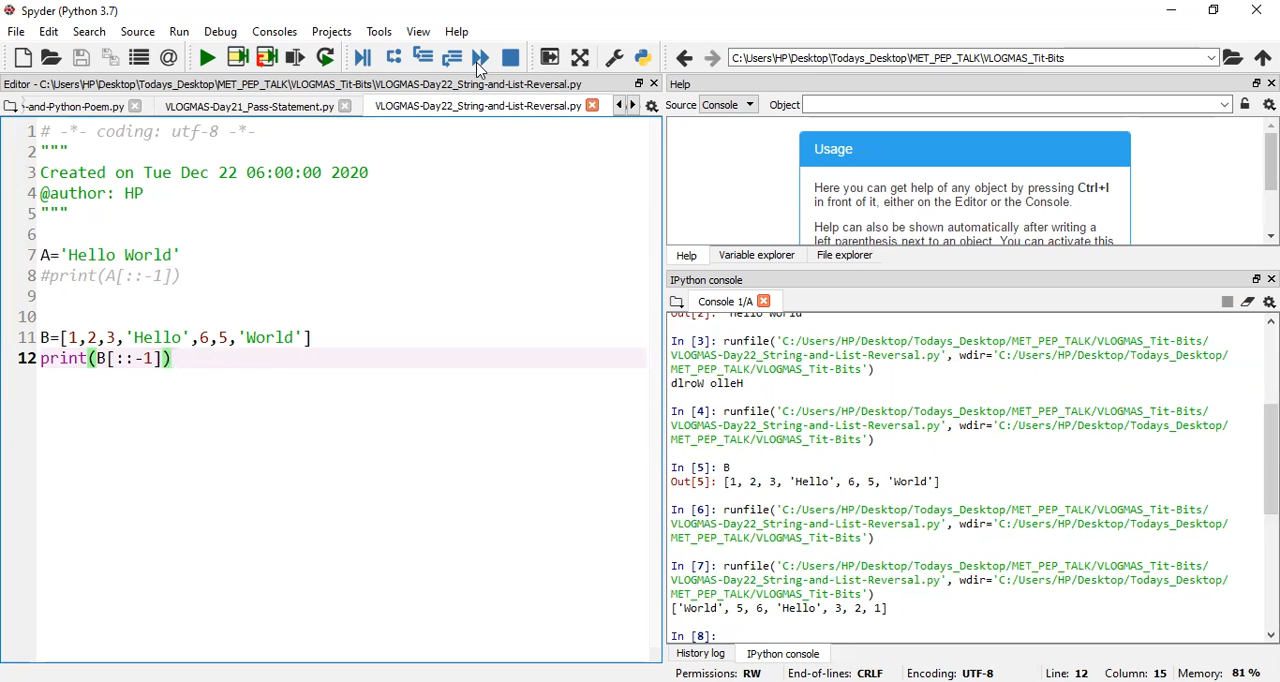 Spyder (Python 3.7)
File Edit Search Source Run Debug Consoles Projects Tools View Help
C:\Users\HP\Desktop\Todays_Desktop\MET_PEP_TALK\VLOGMAS_Tit-Bits
Editor - C:\Users\HP\Desktop\Todays_Desktop\MET_PEP_TALK\VLOGMAS_Tit-Bits\VLOGMAS-Day22_String-and-List-Reversal.py
-and-Python-Poem.py VLOGMAS-Day21_Pass-Statement.py VLOGMAS-Day22_String-and-List-Reversal.py
1 # -*- coding: utf-8 -*-
2 """
3 Created on Tue Dec 22 06:00:00 2020
4 @author: HP
5 """
6
7 A='Hello World'
8 #print(A[::-1])
9
10
11 B=[1,2,3,'Hello',6,5,'World']
12 print(B[::-1])
Help
Source Console Object
Usage
Here you can get help of any object by pressing Ctrl+I
in front of it, either on the Editor or the Console.
Help can also be shown automatically after writing a
left parenthesis next to an object. You can activate this
Help Variable explorer File explorer
IPython console
Console 1/A
Out[2]: 'Hello World'
In [3]: runfile('C:/Users/HP/Desktop/Todays_Desktop/MET_PEP_TALK/VLOGMAS_Tit-Bits/
VLOGMAS-Day22_String-and-List-Reversal.py', wdir='C:/Users/HP/Desktop/Todays_Desktop/
MET_PEP_TALK/VLOGMAS_Tit-Bits')
dlroW olleH
In [4]: runfile('C:/Users/HP/Desktop/Todays_Desktop/MET_PEP_TALK/VLOGMAS_Tit-Bits/
VLOGMAS-Day22_String-and-List-Reversal.py', wdir='C:/Users/HP/Desktop/Todays_Desktop/
MET_PEP_TALK/VLOGMAS_Tit-Bits')
In [5]: B
Out[5]: [1, 2, 3, 'Hello', 6, 5, 'World']
In [6]: runfile('C:/Users/HP/Desktop/Todays_Desktop/MET_PEP_TALK/VLOGMAS_Tit-Bits/
VLOGMAS-Day22_String-and-List-Reversal.py', wdir='C:/Users/HP/Desktop/Todays_Desktop/
MET_PEP_TALK/VLOGMAS_Tit-Bits')
In [7]: runfile('C:/Users/HP/Desktop/Todays_Desktop/MET_PEP_TALK/VLOGMAS_Tit-Bits/
VLOGMAS-Day22_String-and-List-Reversal.py', wdir='C:/Users/HP/Desktop/Todays_Desktop/
MET_PEP_TALK/VLOGMAS_Tit-Bits')
['World', 5, 6, 'Hello', 3, 2, 1]
In [8]:
History log IPython console
Permissions: RW End-of-lines: CRLF Encoding: UTF-8 Line: 12 Column: 15 Memory: 81 %